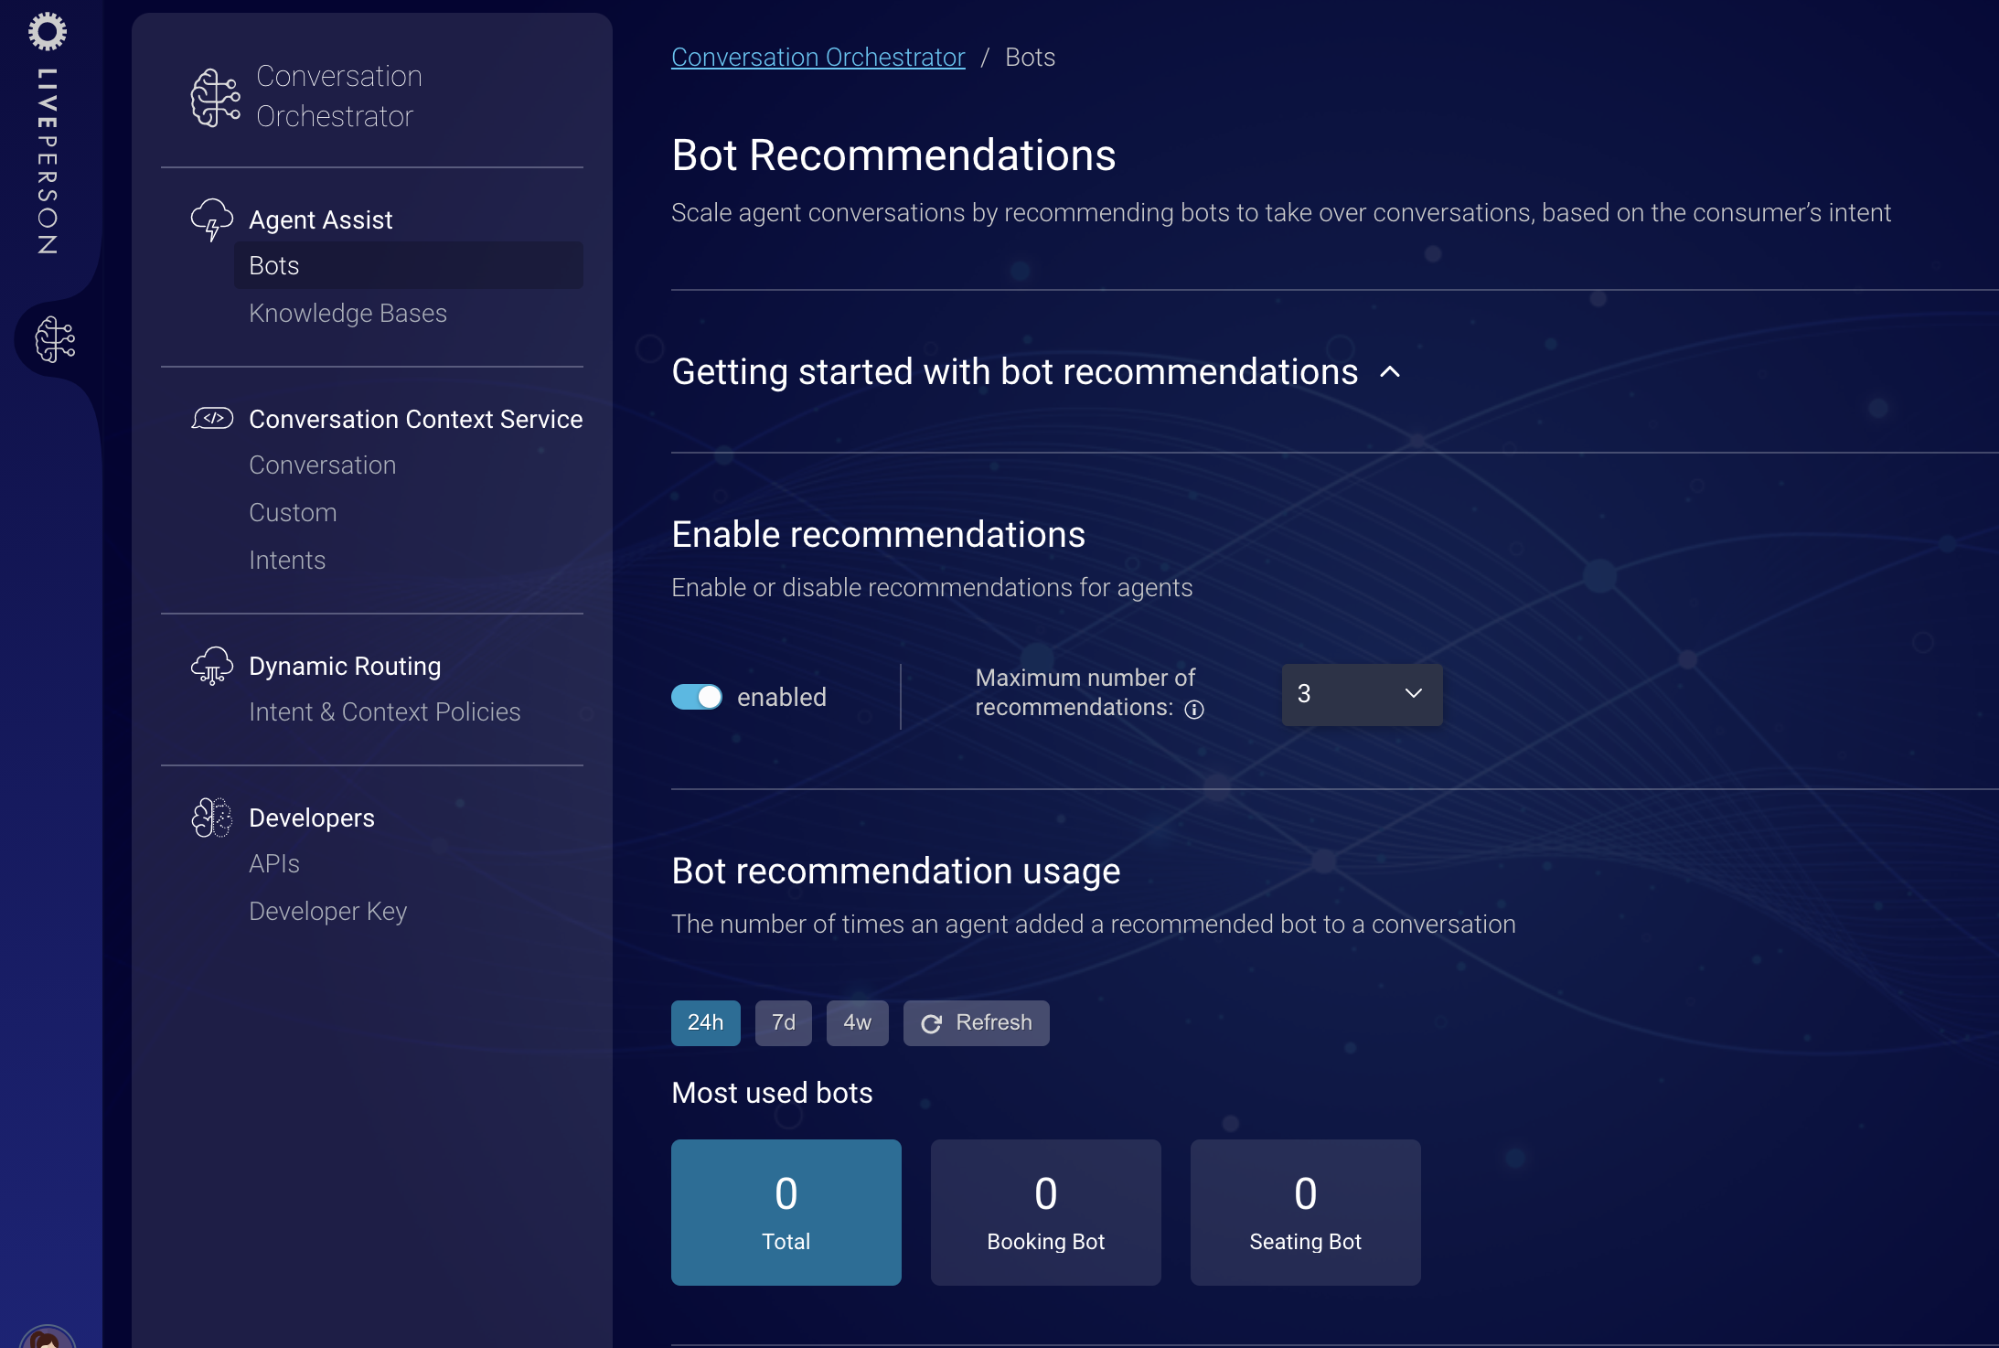 LIVEPERSON
Conversation
Orchestrator
Agent Assist
Bots
Knowledge Bases
Conversation Context Service
Conversation
Custom
Intents
Dynamic Routing
Intent & Context Policies
Developers
APIs
Developer Key
Conversation Orchestrator / Bots
Bot Recommendations
Scale agent conversations by recommending bots to take over conversations, based on the consumer’s intent
Getting started with bot recommendations
Enable recommendations
Enable or disable recommendations for agents
enabled
Maximum number of
recommendations:
3
Bot recommendation usage
The number of times an agent added a recommended bot to a conversation
24h 7d 4w Refresh
Most used bots
0 0 0
Total Booking Bot Seating Bot